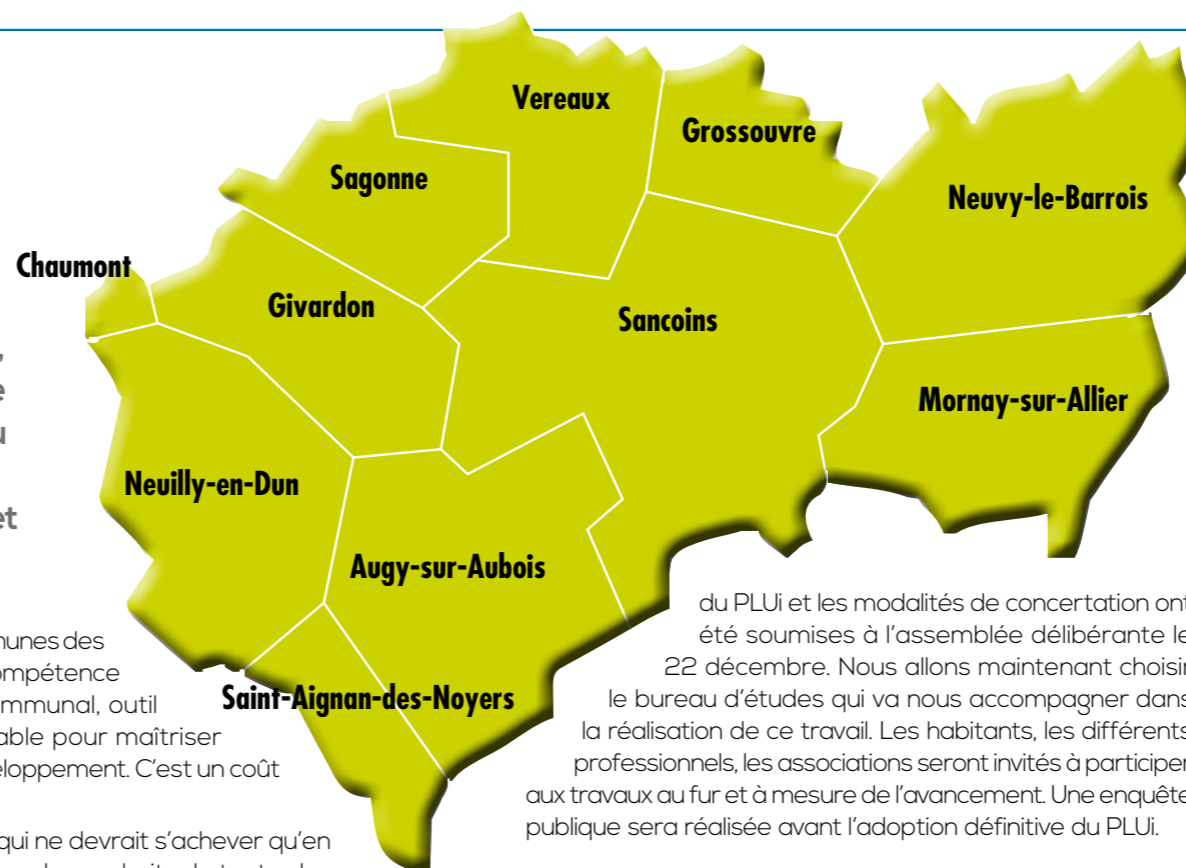 Vereaux
Grossouvre
Sagonne
Neuvy-le-Barrois
Chaumont
Givardon
Sancoins
Mornay-sur-Allier
Neuilly-en-Dun
Augy-sur-Aubois
Saint-Aignan-des-Noyers
et
des
ompétence
mmunal, outil
able pour maîtriser
eloppement. C'est un coût
qui ne devrait s'achever qu'en
du PLUi et les modalités de concertation ont
été soumises à l'assemblée délibérante le
22 décembre. Nous allons maintenant choisir
le bureau d'études qui va nous accompagner dans
la réalisation de ce travail. Les habitants, les différents
professionnels, les associations seront invités à participer
aux travaux au fur et à mesure de l'avancement. Une enquête
publique sera réalisée avant l'adoption définitive du PLUi.